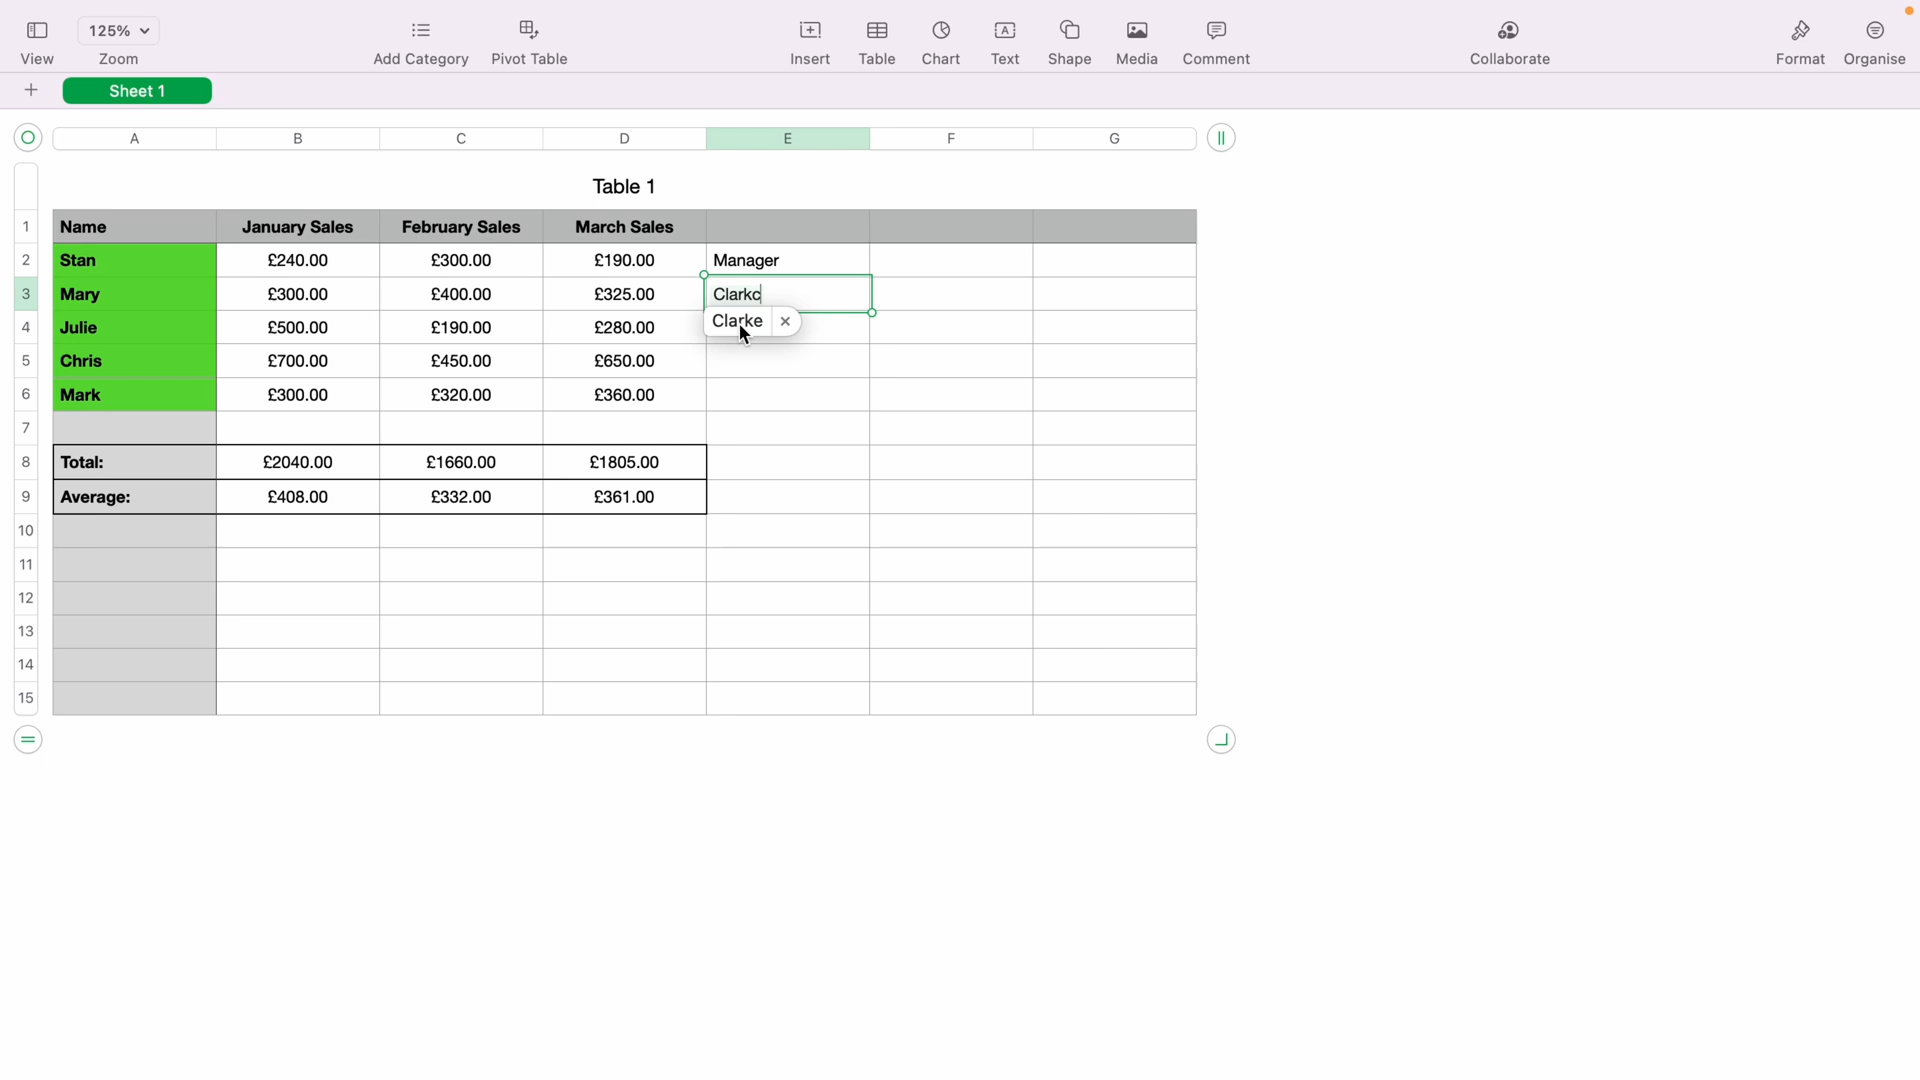 125%
View Zoom Add Category Pivot Table Insert Table Chart Text Shape Media Comment Collaborate Format Organise
Sheet 1
A B C D E F G
Table 1
1 Name January Sales February Sales March Sales
2 Stan £240.00 £300.00 £190.00 Manager
3 Mary £300.00 £400.00 £325.00 Clarkc
Clarke
4 Julie £500.00 £190.00 £280.00
5 Chris £700.00 £450.00 £650.00
6 Mark £300.00 £320.00 £360.00
7
8 Total: £2040.00 £1660.00 £1805.00
9 Average: £408.00 £332.00 £361.00
10
11
12
13
14
15